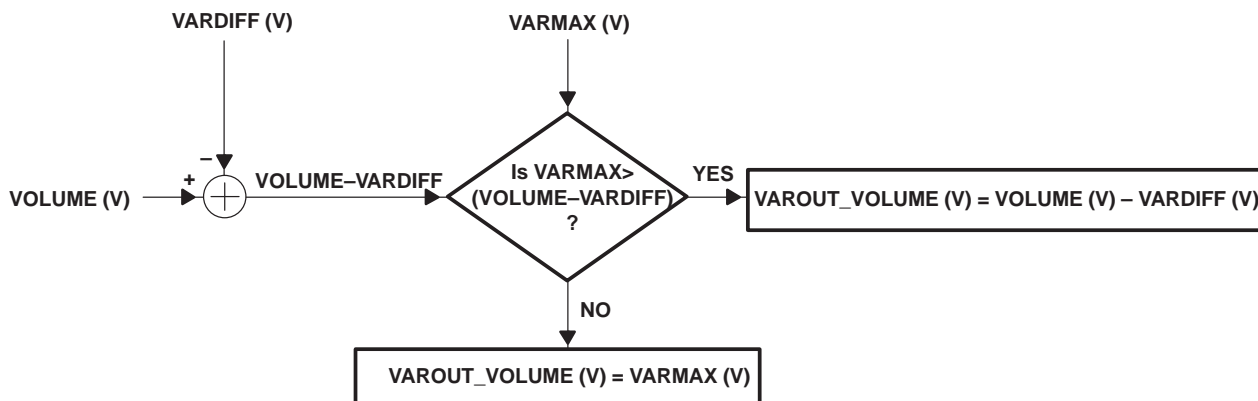 VARDIFF (V)
VARMAX (V)
–
+
VOLUME (V)
VOLUME–VARDIFF
Is VARMAX>
(VOLUME–VARDIFF)
?
YES
VAROUT_VOLUME (V) = VOLUME (V) – VARDIFF (V)
NO
VAROUT_VOLUME (V) = VARMAX (V)